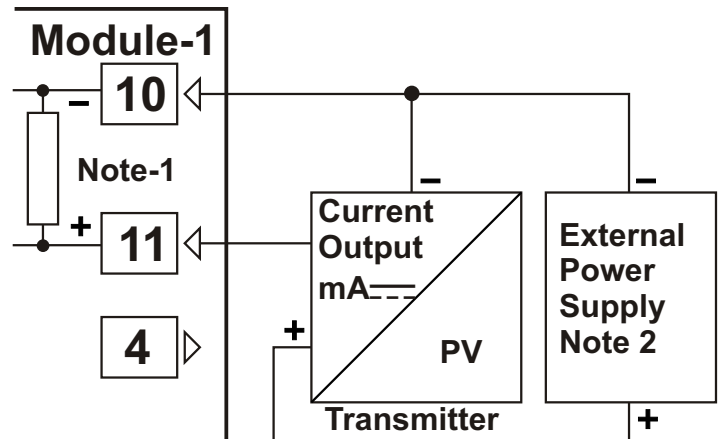 Module-1
− 10
Note-1
+ 11
4
−
Current
Output
mA
+
PV
Transmitter
−
External
Power
Supply
Note 2
+